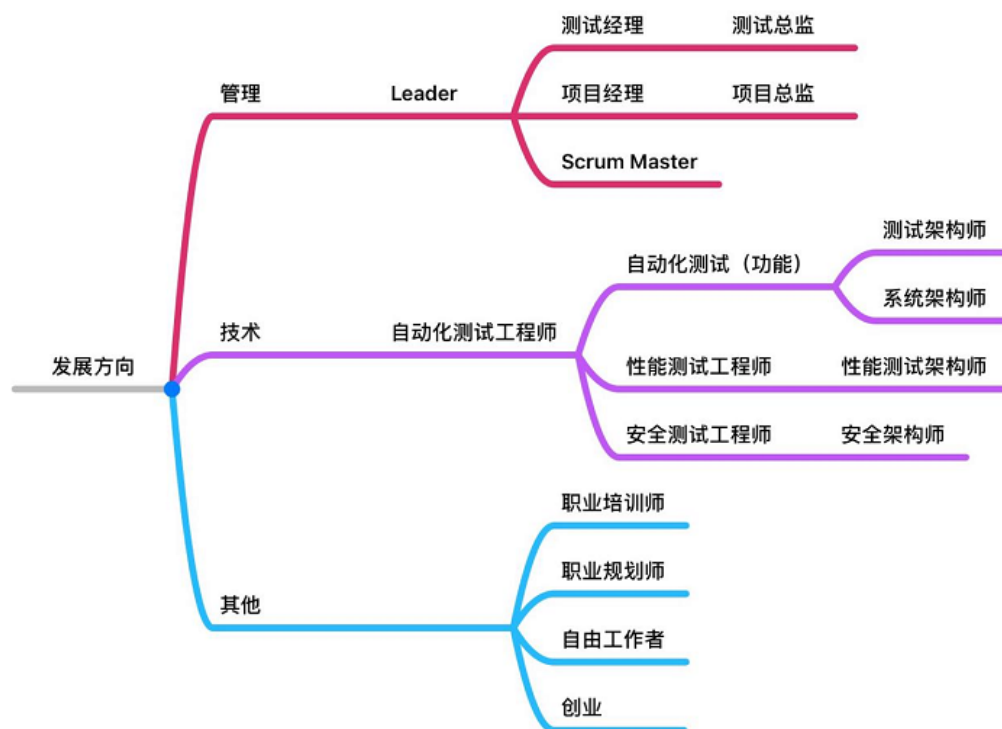 发展方向
管理
Leader
测试经理
测试总监
项目经理
项目总监
Scrum Master
技术
自动化测试工程师
自动化测试（功能）
测试架构师
系统架构师
性能测试工程师
性能测试架构师
安全测试工程师
安全架构师
其他
职业培训师
职业规划师
自由工作者
创业